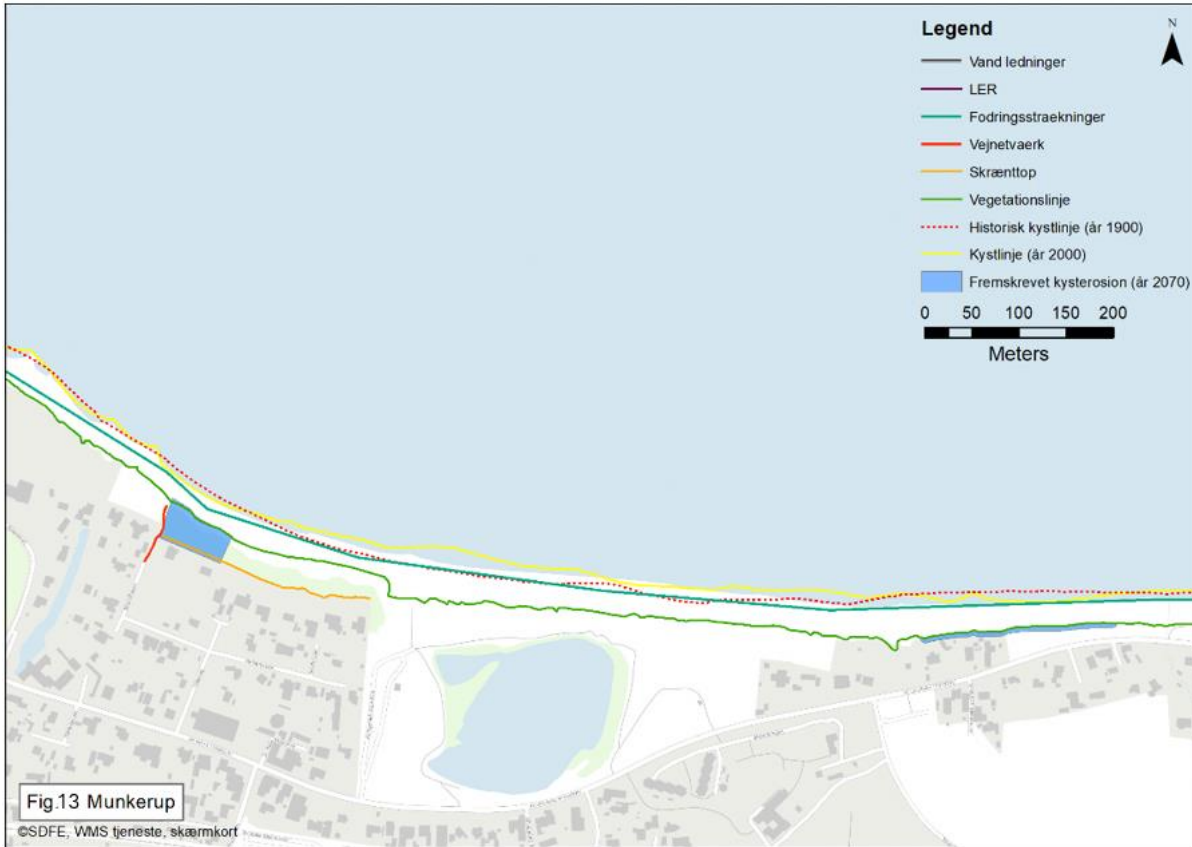 Legend
N
Vand ledninger
LER
Fodringsstraekninger
Vejnetvaerk
Skrænttop
Vegetationslinje
Historisk kystlinje (år 1900)
Kystlinje (år 2000)
Fremskrevet kysterosion (år 2070)
0 50 100 150 200
Meters
Fig.13 Munkerup
©SDFE, WMS tjeneste, skærmkort